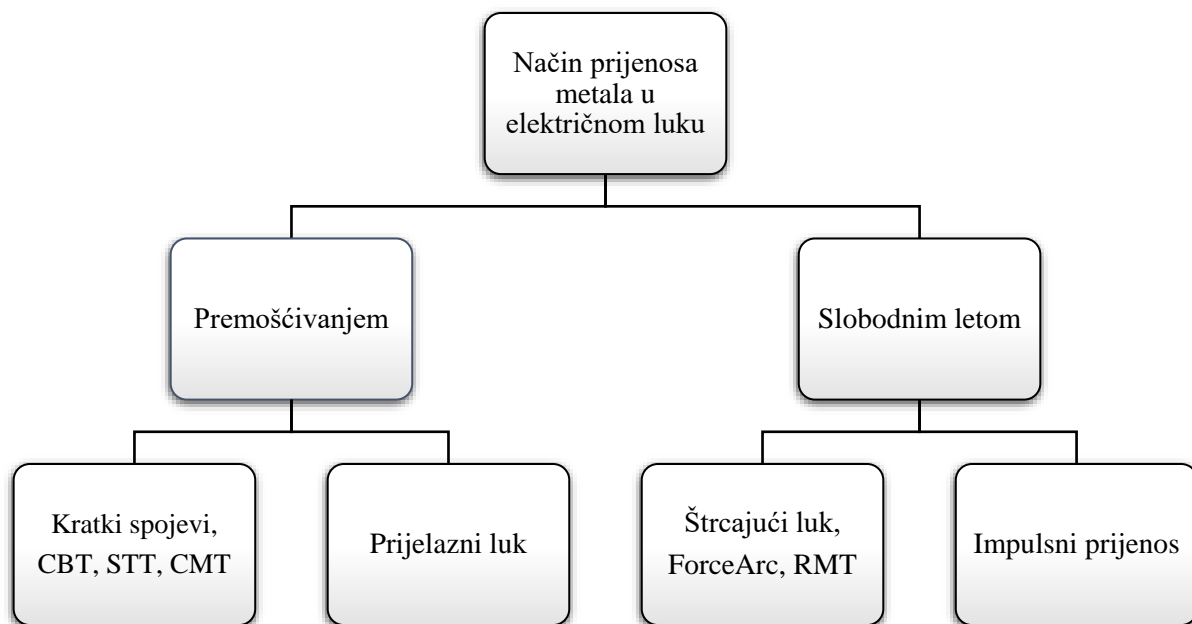 Način prijenosa
metala u
električnom luku
Premošćivanjem
Slobodnim letom
Kratki spojevi,
CBT, STT, CMT
Prijelazni luk
Štrcajući luk,
ForceArc, RMT
Impulsni prijenos